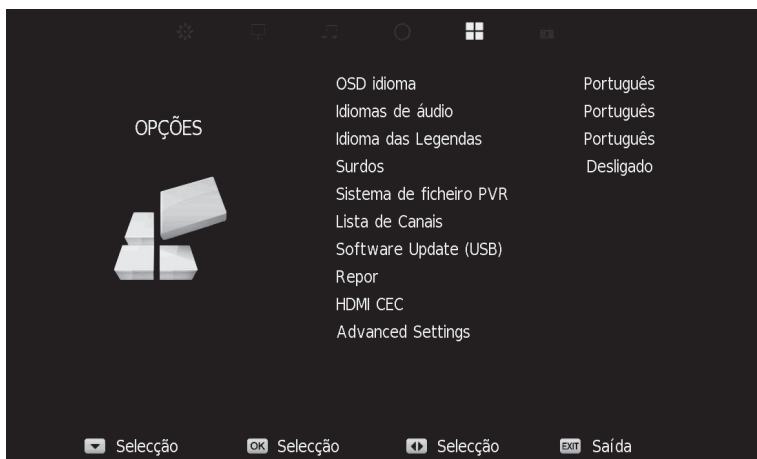 OPÇÕES
OSD idioma Português
Idiomas de áudio Português
Idioma das Legendas Português
Surdos Desligado
Sistema de ficheiro PVR
Lista de Canais
Software Update (USB)
Repor
HDMI CEC
Advanced Settings
Selecção OK Selecção Selecção EXIT Saída